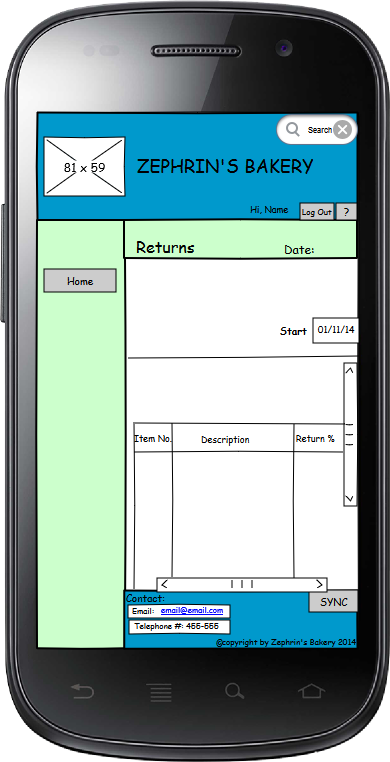 Search
81 x 59
ZEPHRIN'S BAKERY
Hi, Name
Log Out
?
Returns
Date:
Home
Start
01/11/14
Item No.
Description
Return %
Contact:
Email: email@email.com
Telephone #: 455-555
SYNC
©copyright by Zephrin's Bakery 2014